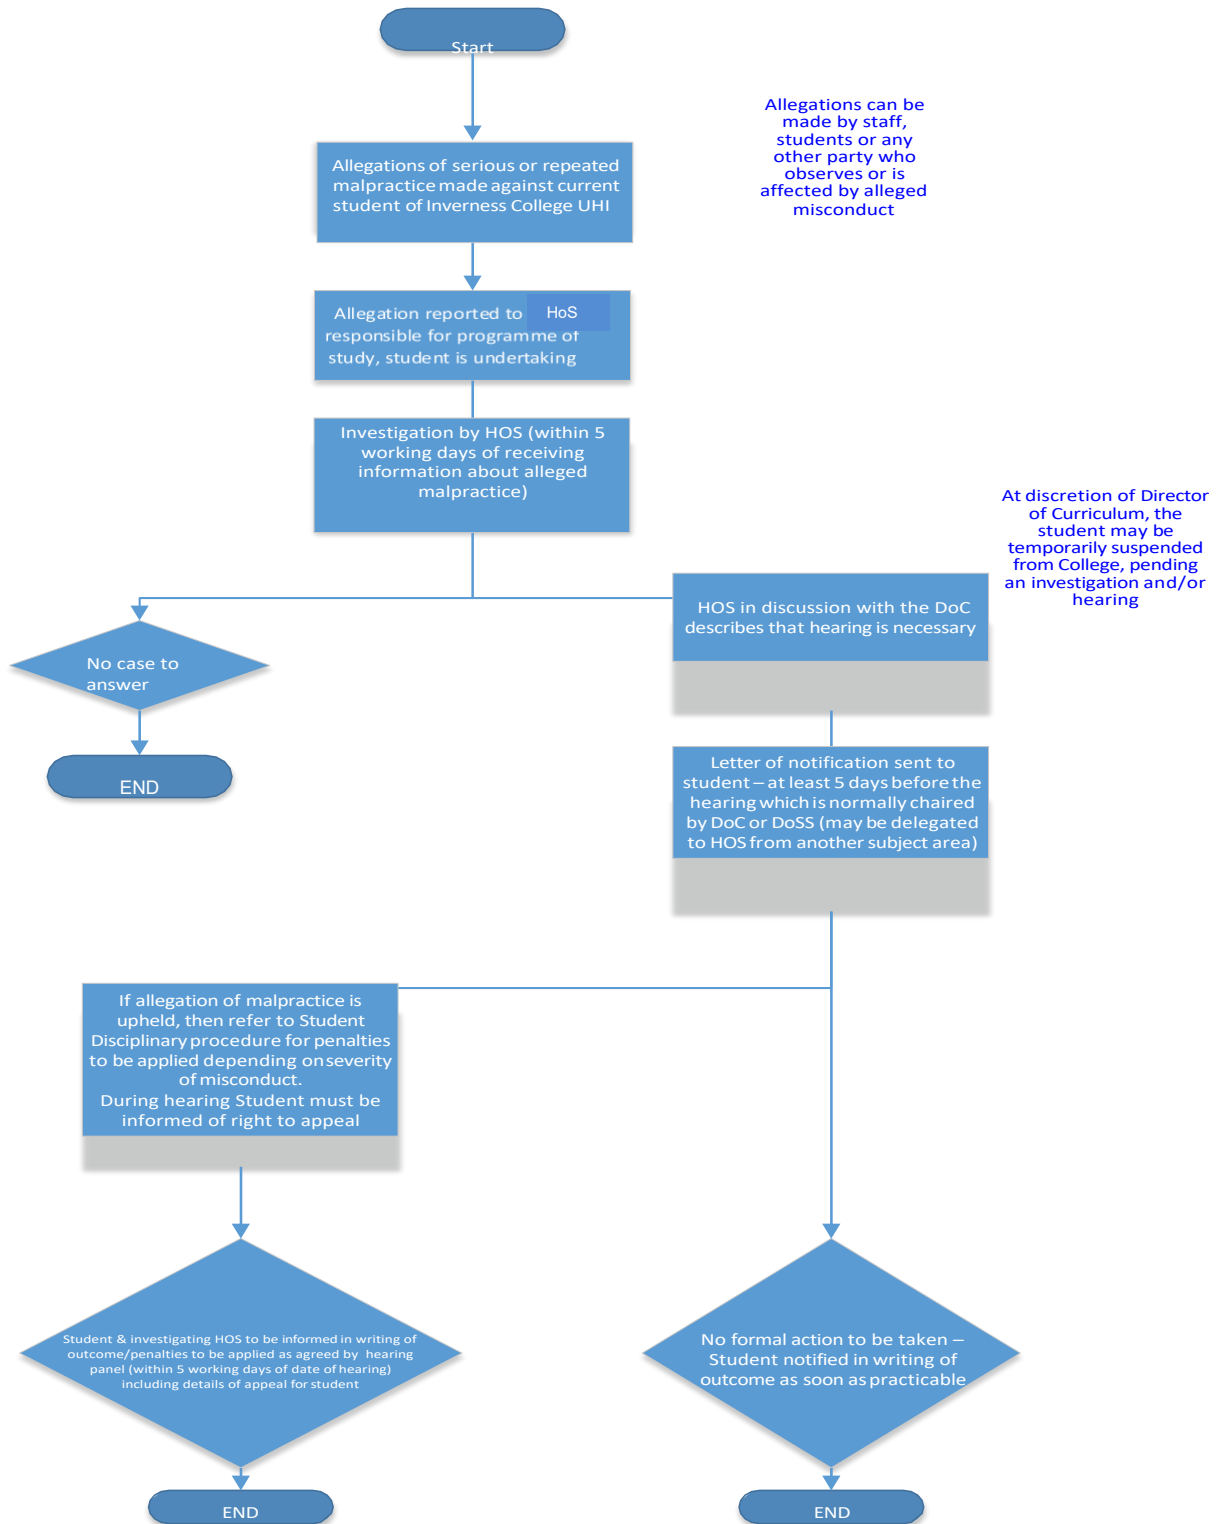 Start
Allegations can be
made by staff,
students or any
other party who
observes or is
affected by alleged
misconduct
Allegations of serious or repeated
malpractice made against current
student of Inverness College UHI
Allegation reported to HoS
responsible for programme of
study, student is undertaking
Investigation by HOS (within 5
working days of receiving
information about alleged
malpractice)
At discretion of Director
of Curriculum, the
student may be
temporarily suspended
from College, pending
an investigation and/or
hearing
HOS in discussion with the DoC
describes that hearing is necessary
No case to
answer
END
Letter of notification sent to
student – at least 5 days before the
hearing which is normally chaired
by DoC or DoSS (may be delegated
to HOS from another subject area)
If allegation of malpractice is
upheld, then refer to Student
Disciplinary procedure for penalties
to be applied depending on severity
of misconduct.
During hearing Student must be
informed of right to appeal
Student & investigating HOS to be informed in writing of
outcome/penalties to be applied as agreed by hearing
panel (within 5 working days of date of hearing)
including details of appeal for student
No formal action to be taken –
Student notified in writing of
outcome as soon as practicable
END
END